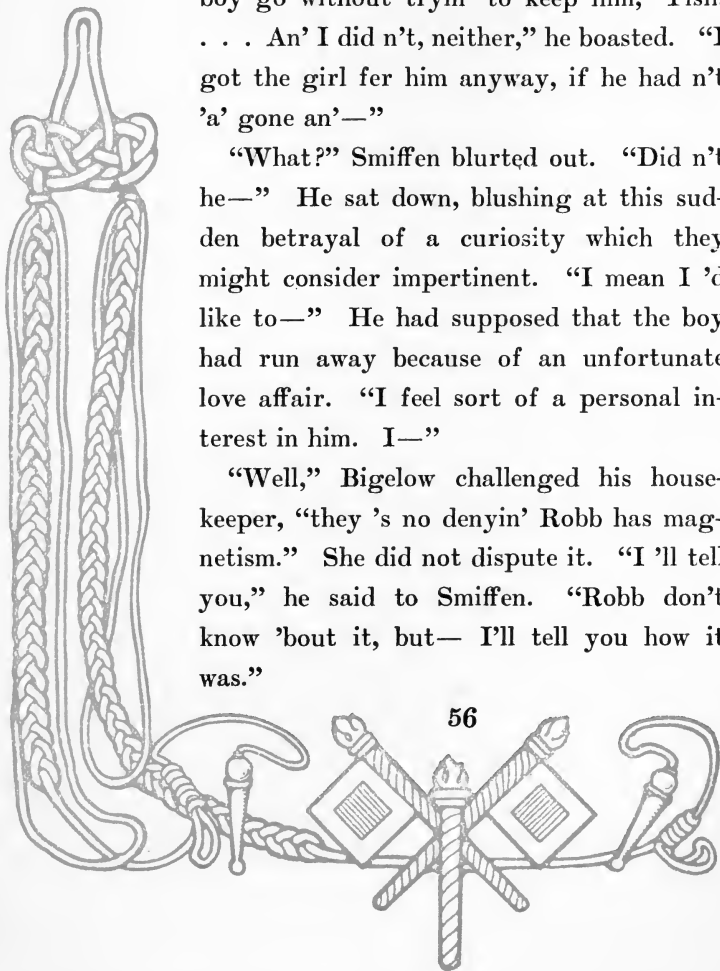 boy go without tryin' to keep him, 
. . . An' I did n't, neither,” he boasted. “I
got the girl fer him anyway, if he had n't
'a' gone an'—”
“What?” Smiffen blurted out. “Did n't
he—” He sat down, blushing at this sud-
den betrayal of a curiosity which they
might consider impertinent. “I mean I 'd
like to—” He had supposed that the boy
had run away because of an unfortunate
love affair. “I feel sort of a personal in-
terest in him. I—”
“Well,” Bigelow challenged his house-
keeper, “they 's no denyin' Robb has mag-
netism.” She did not dispute it. “I 'll tell
you,” he said to Smiffen. “Robb don't
know 'bout it, but— I'll tell you how it
was.”
56